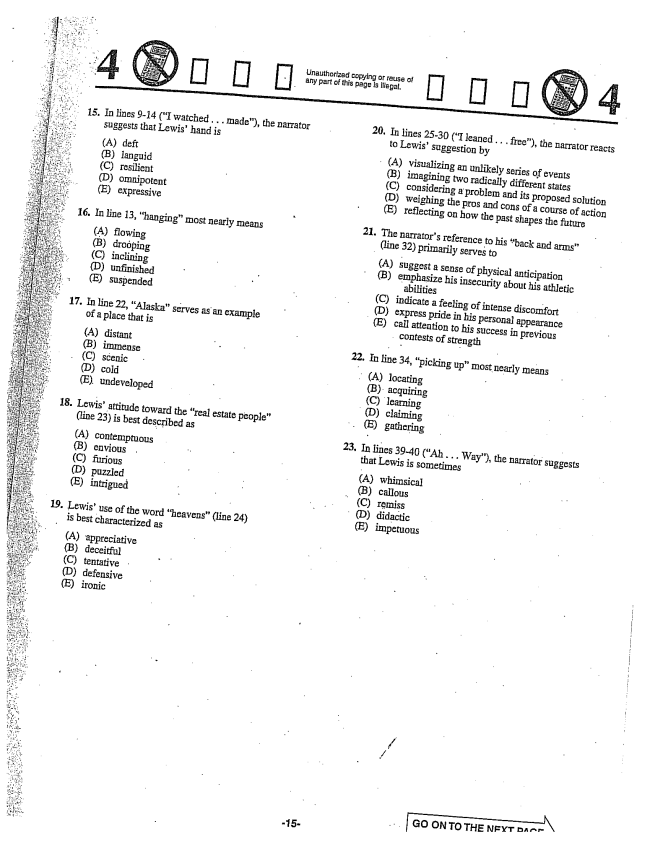 4
Unauthorized copying or reuse of
any part of this page is illegal.
4
15. In lines 9-14 ("I watched . . . made"), the narrator
suggests that Lewis' hand is
(A) deft
(B) languid
(C) resilient
(D) omnipotent
(E) expressive
16. In line 13, "hanging" most nearly means
(A) flowing
(B) drooping
(C) inclining
(D) unfinished
(E) suspended
17. In line 22, "Alaska" serves as an example
of a place that is
(A) distant
(B) immense
(C) scenic
(D) cold
(E) undeveloped
18. Lewis' attitude toward the "real estate people"
(line 23) is best described as
(A) contemptuous
(B) envious
(C) furious
(D) puzzled
(E) intrigued
19. Lewis' use of the word "heavens" (line 24)
is best characterized as
(A) appreciative
(B) deceitful
(C) tentative
(D) defensive
(E) ironic
20. In lines 25-30 ("I leaned . . . free"), the narrator reacts
to Lewis' suggestion by
(A) visualizing an unlikely series of events
(B) imagining two radically different states
(C) considering a problem and its proposed solution
(D) weighing the pros and cons of a course of action
(E) reflecting on how the past shapes the future
21. The narrator's reference to his "back and arms"
(line 32) primarily serves to
(A) suggest a sense of physical anticipation
(B) emphasize his insecurity about his athletic
abilities
(C) indicate a feeling of intense discomfort
(D) express pride in his personal appearance
(E) call attention to his success in previous
contests of strength
22. In line 34, "picking up" most nearly means
(A) locating
(B) acquiring
(C) learning
(D) claiming
(E) gathering
23. In lines 39-40 ("Ah . . . Way"), the narrator suggests
that Lewis is sometimes
(A) whimsical
(B) callous
(C) remiss
(D) didactic
(E) impetuous
-15-
GO ON TO THE NEXT PAGE